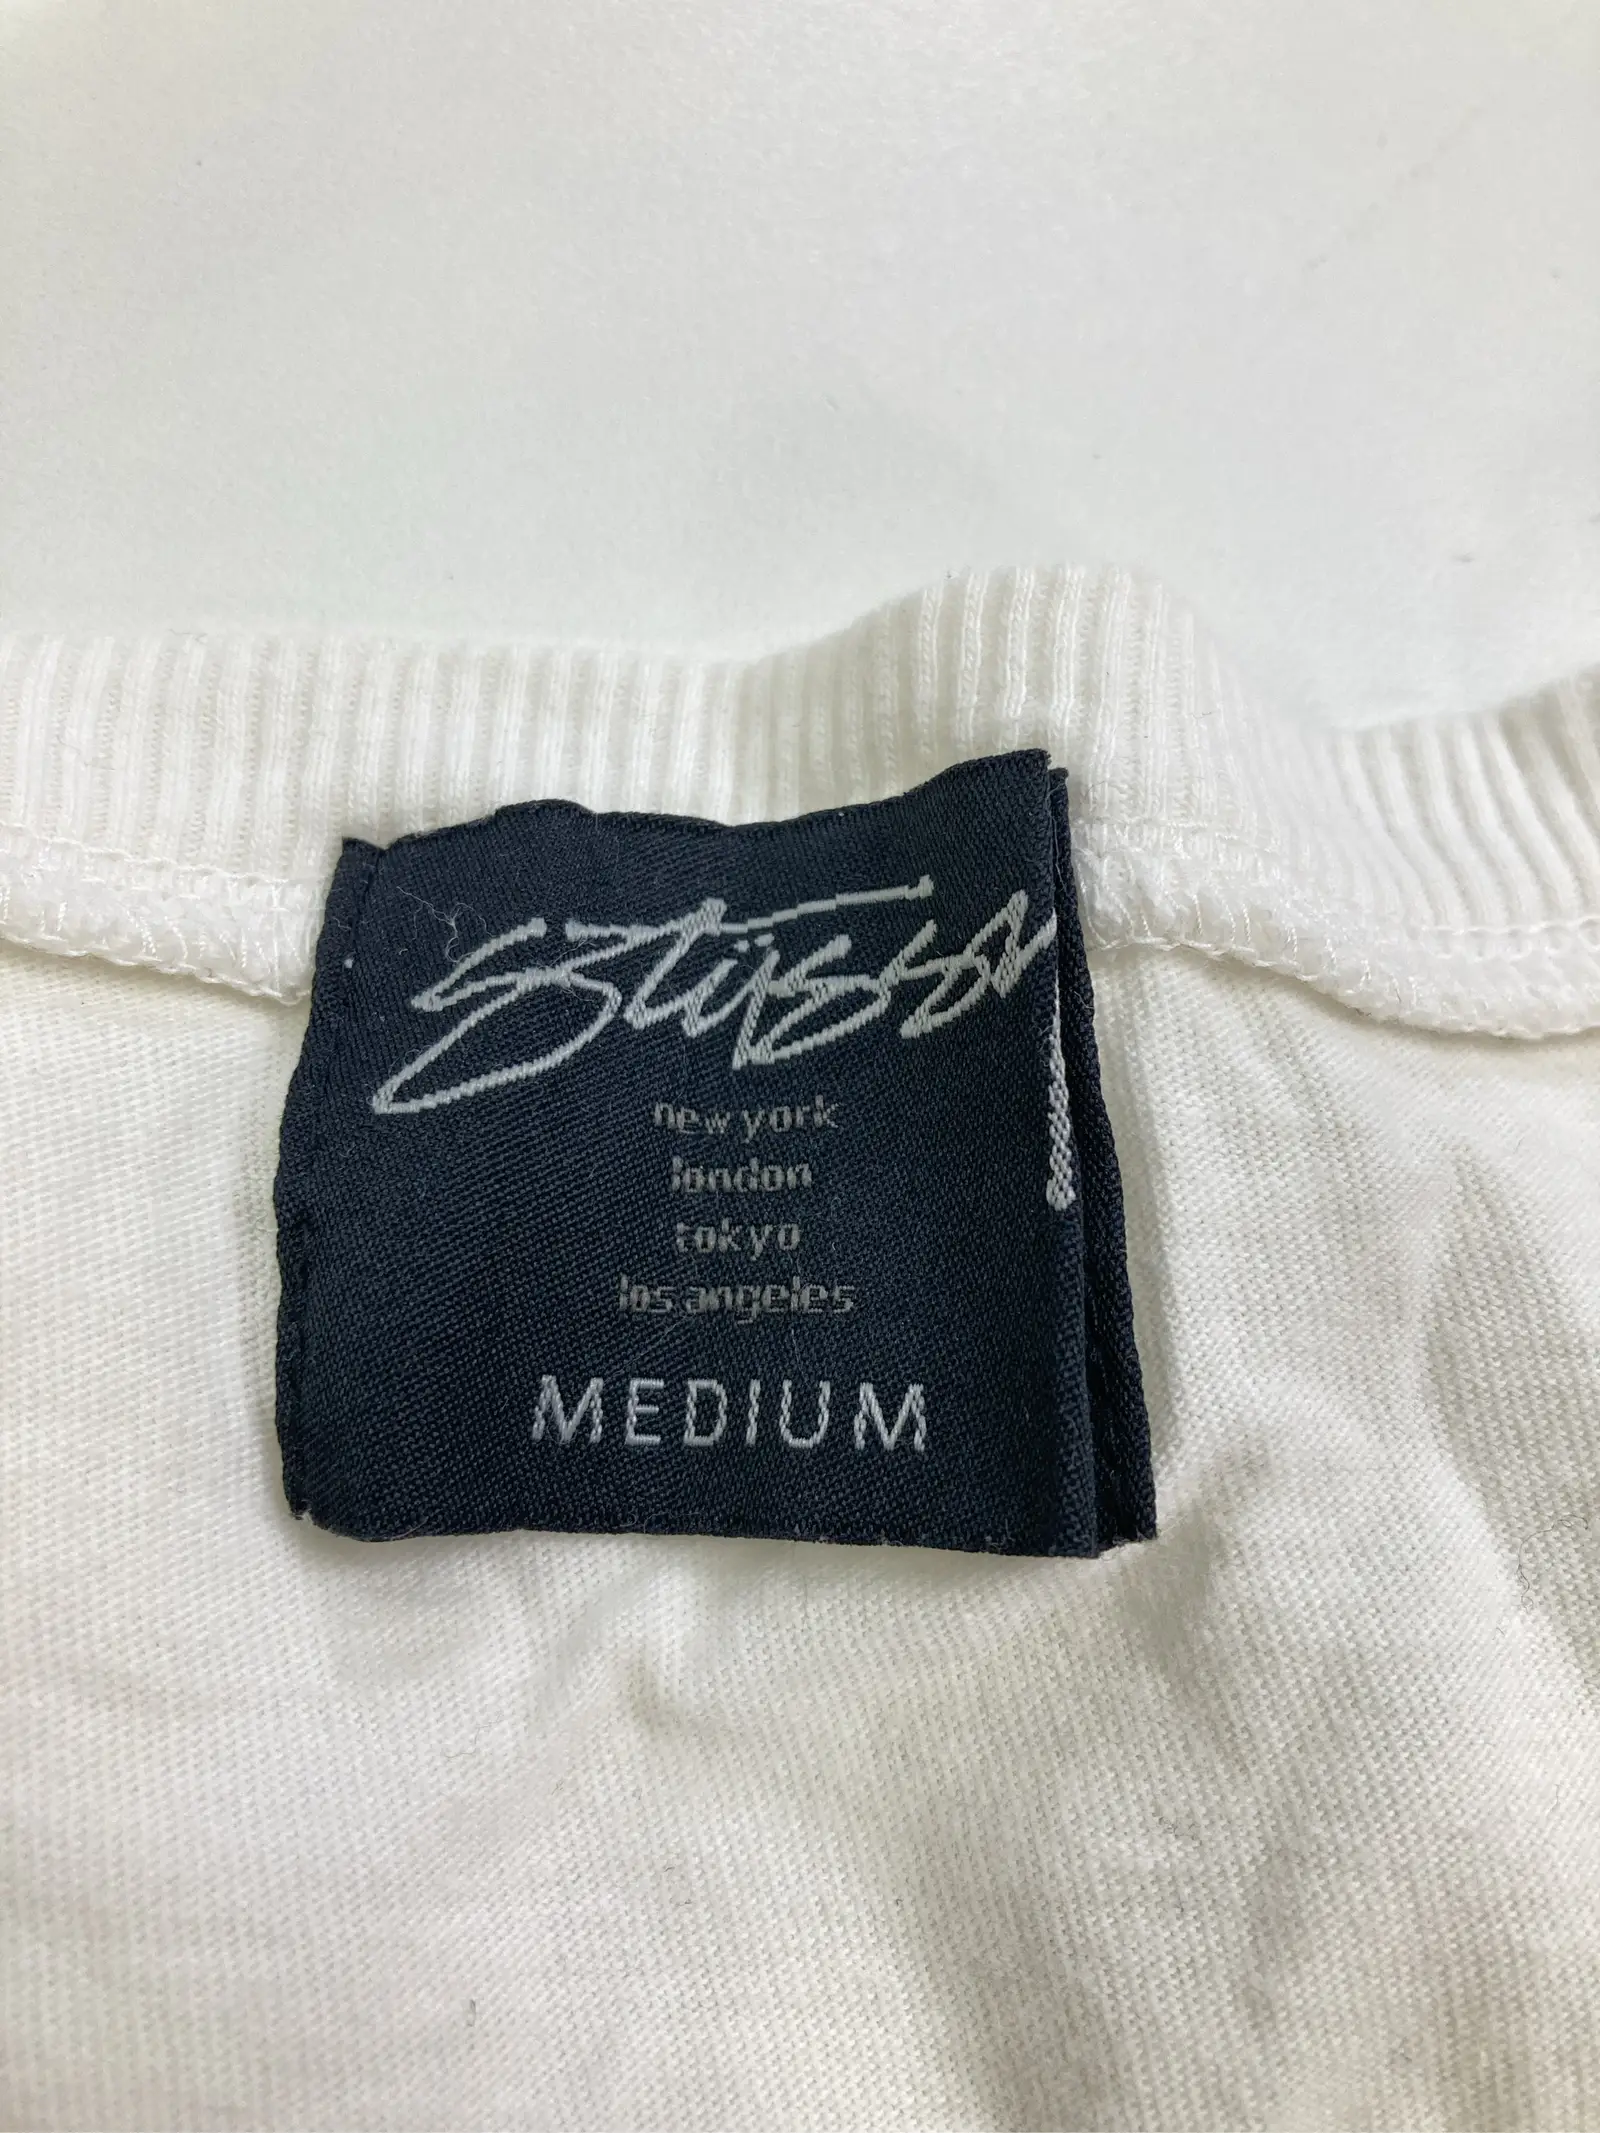 Stüssy
new york
london
tokyo
los angeles
MEDIUM